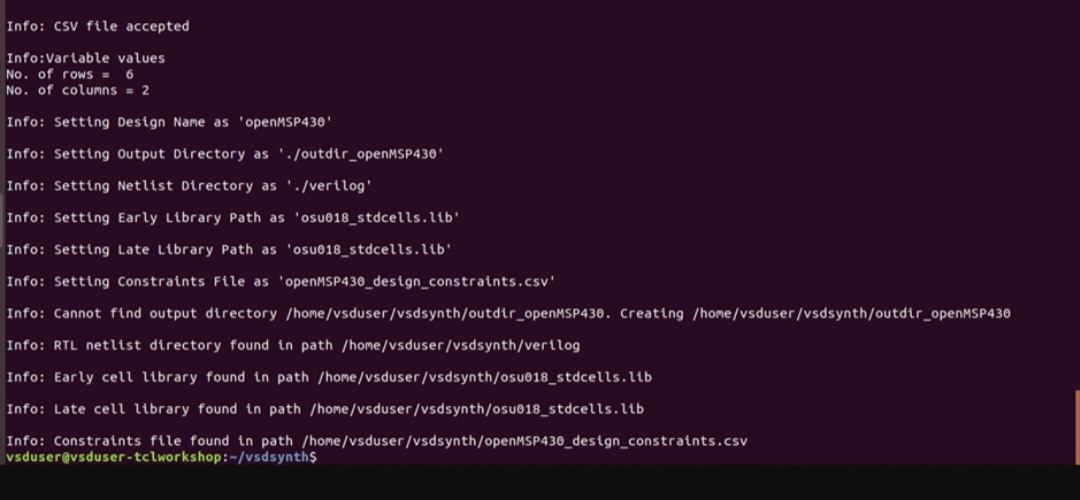 Info: CSV file accepted
Info:Variable values
No. of rows =  6
No. of columns = 2
Info: Setting Design Name as 'openMSP430'
Info: Setting Output Directory as './outdir_openMSP430'
Info: Setting Netlist Directory as './verilog'
Info: Setting Early Library Path as 'osu018_stdcells.lib'
Info: Setting Late Library Path as 'osu018_stdcells.lib'
Info: Setting Constraints File as 'openMSP430_design_constraints.csv'
Info: Cannot find output directory /home/vsduser/vsdsynth/outdir_openMSP430. Creating /home/vsduser/vsdsynth/outdir_openMSP430
Info: RTL netlist directory found in path /home/vsduser/vsdsynth/verilog
Info: Early cell library found in path /home/vsduser/vsdsynth/osu018_stdcells.lib
Info: Late cell library found in path /home/vsduser/vsdsynth/osu018_stdcells.lib
Info: Constraints file found in path /home/vsduser/vsdsynth/openMSP430_design_constraints.csv
vsduser@vsduser-tclworkshop:~/vsdsynth$